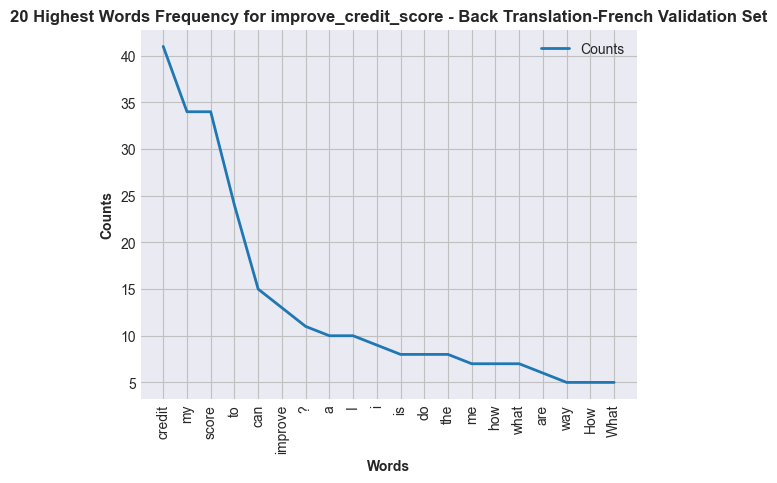 20 Highest Words Frequency for improve_credit_score - Back Translation-French Validation Set
Counts
40
35
30
25
20
15
10
5
Counts
credit
my
score
to
can
improve
?
a
I
i
is
do
the
me
how
what
are
way
How
What
Words